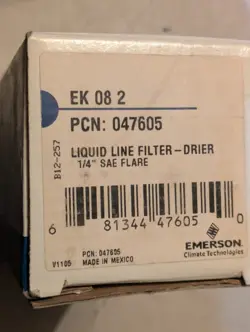 EK 08 2
PCN: 047605
B12-257
LIQUID LINE FILTER-DRIER
1/4" SAE FLARE
6 81344 47605 0
PCN: 047605
V1105 MADE IN MEXICO
EMERSON
Climate Technologies